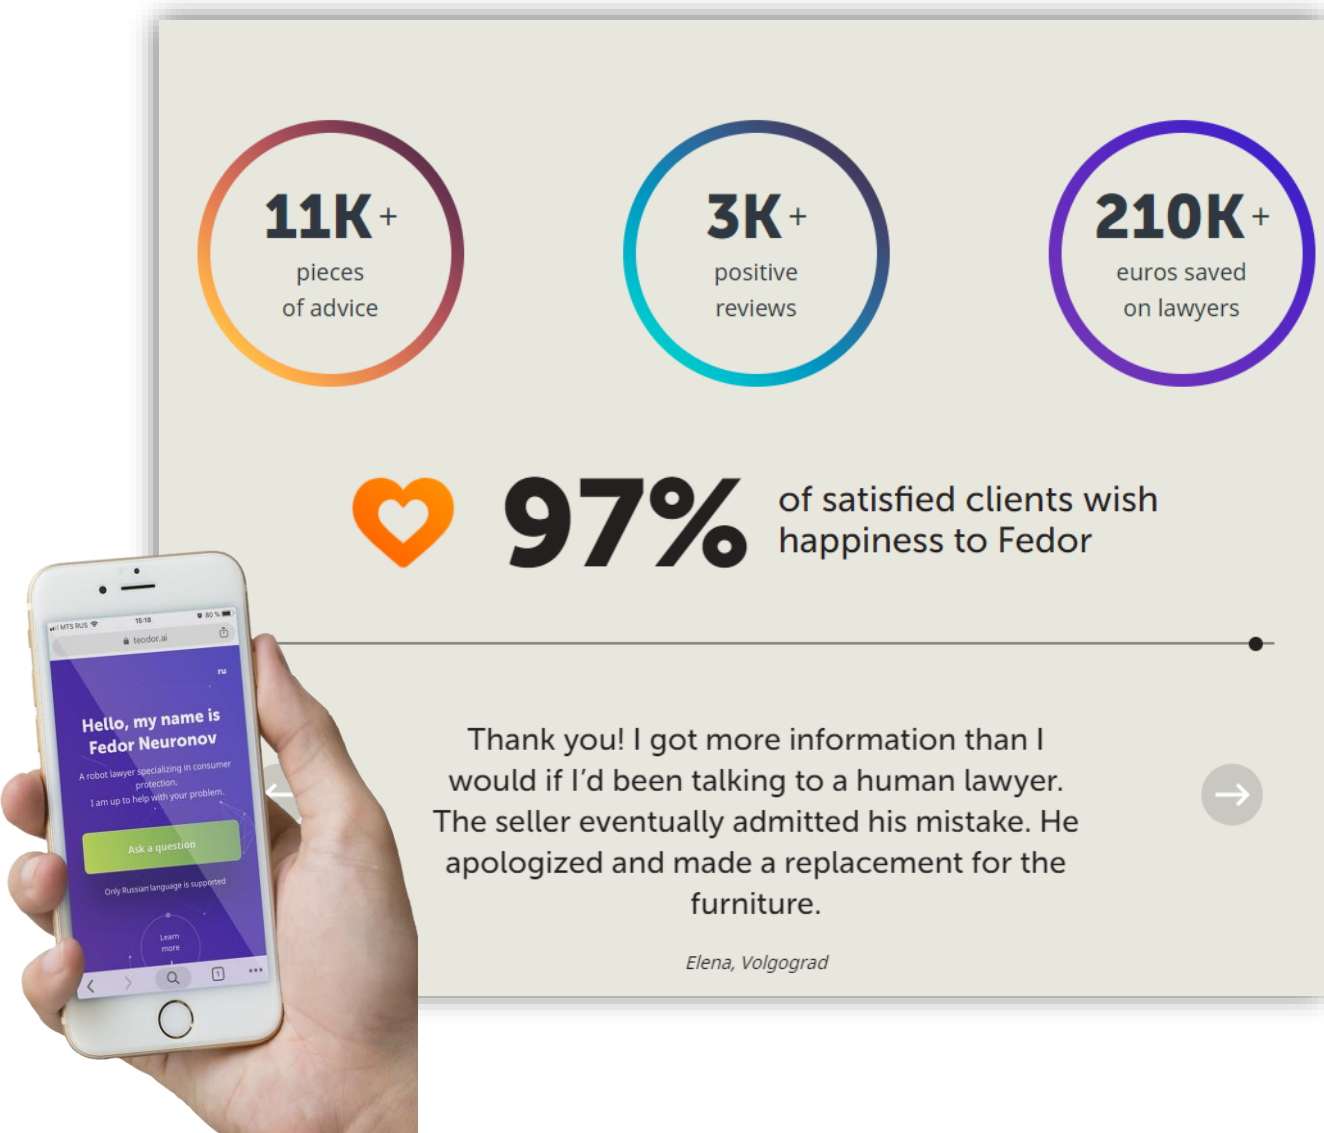 11K+
pieces
of advice
3K+
positive
reviews
210K+
euros saved
on lawyers
97%
of satisfied clients wish
happiness to Fedor
Thank you! I got more information than I
would if I’d been talking to a human lawyer.
The seller eventually admitted his mistake. He
apologized and made a replacement for the
furniture.
Elena, Volgograd
MTS RUS
15:18
80 %
teodor.ai
ru
Hello, my name is
Fedor Neuronov
A robot lawyer specializing in consumer
protection.
I am up to help with your problem.
Ask a question
Only Russian language is supported
Learn
more
1